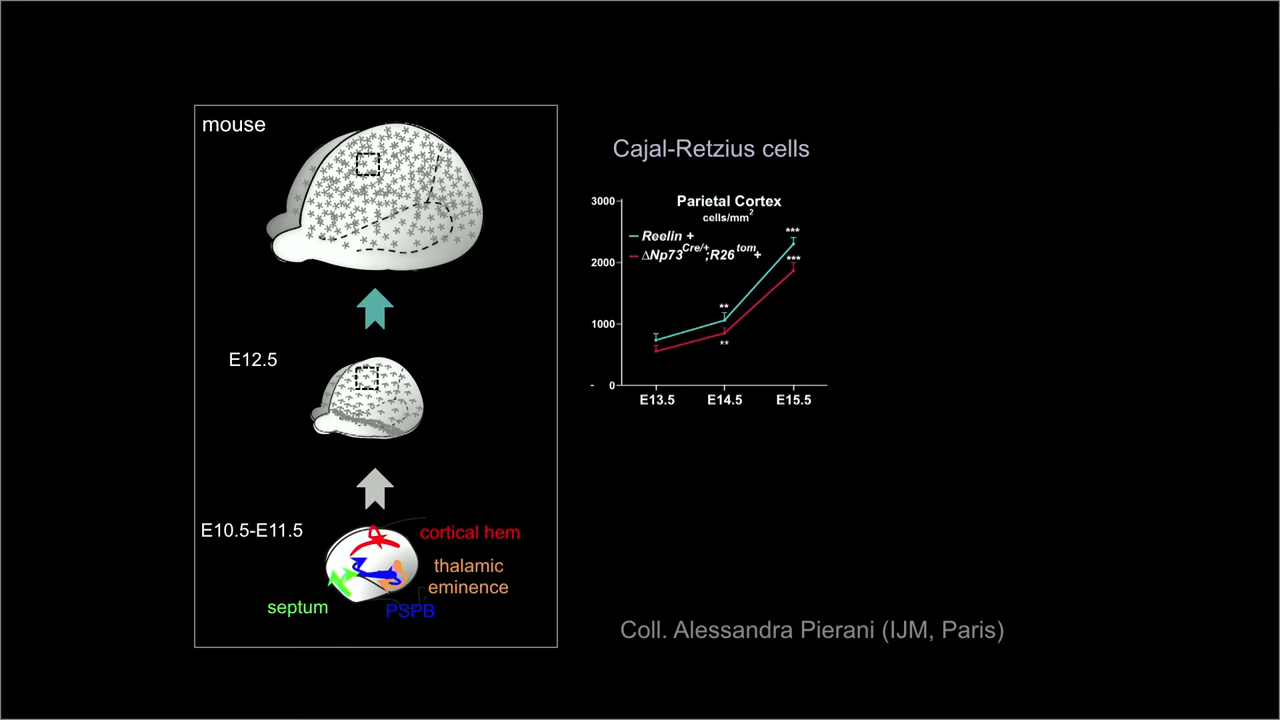 mouse
E12.5
E10.5-E11.5
cortical hem
thalamic
eminence
septum
PSPB
Cajal-Retzius cells
Parietal Cortex
cells/mm2
Reelin +
ΔNp73Cre/+;R26tom+
3000
2000
1000
- 0
***
***
**
**
E13.5 E14.5 E15.5
Coll. Alessandra Pierani (IJM, Paris)